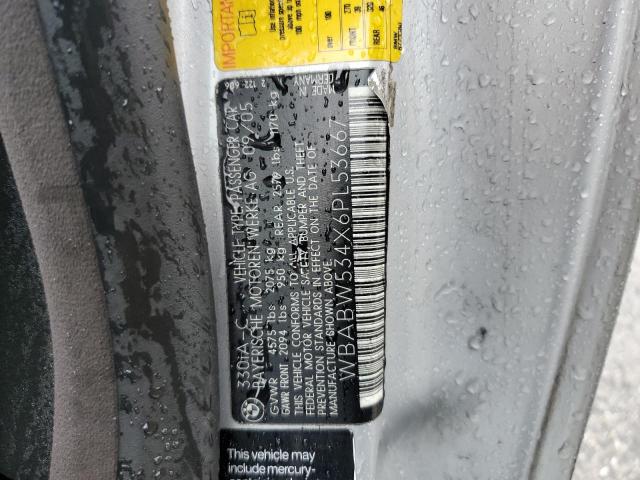 IMPORTA
330iA-C VEHICLE TYPE: PASSENGER CAR
BAYERISCHE MOTOREN WERKE AG 09/05
GVWR 4575 lbs 2075 kg
GAWR FRONT 2094 lbs 950 kg REAR 2579 lbs 1170 kg
THIS VEHICLE CONFORMS TO ALL APPLICABLE U.S.
FEDERAL MOTOR VEHICLE SAFETY, BUMPER AND THEFT
PREVENTION STANDARDS IN EFFECT ON THE DATE OF
MANUFACTURE SHOWN ABOVE.
WBABW534X6PL53667
MADE IN
GERMANY
This vehicle may
include mercury-